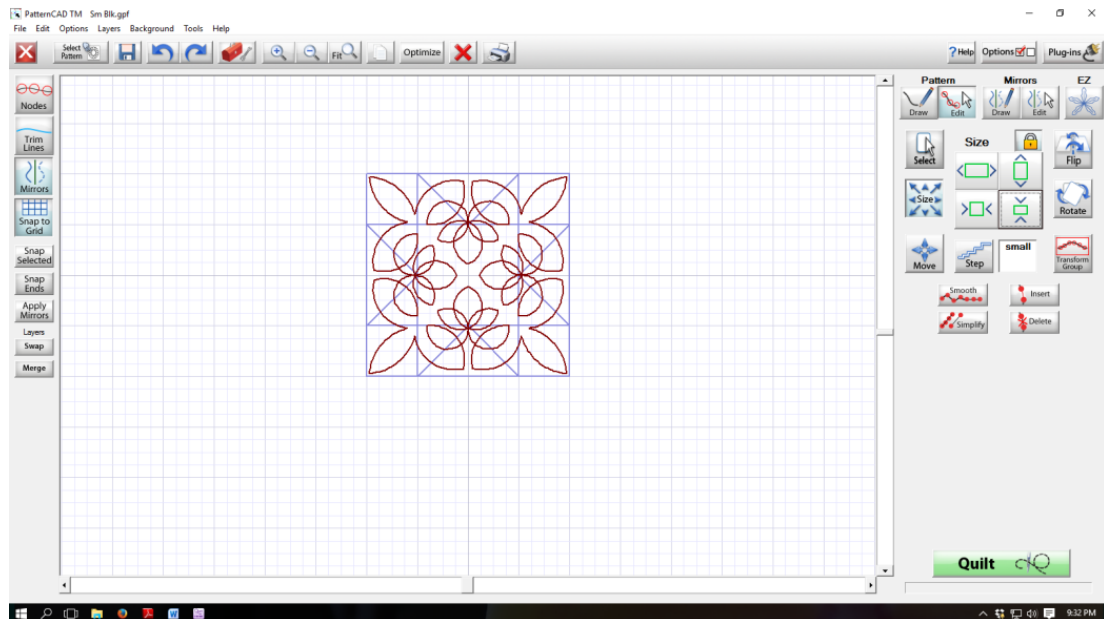 PatternCAD TM Sm Blk.gpf
File Edit Options Layers Background Tools Help
Select Pattern
Fit
Optimize
? Help
Options
Plug-ins
Nodes
Trim Lines
Mirrors
Snap to Grid
Snap Selected
Snap Ends
Apply Mirrors
Layers
Swap
Merge
Pattern Mirrors EZ
Draw Edit Draw Edit
Select
Size
Flip
Size
Rotate
Move
Step
small
Transform Group
Smooth
Insert
Simplify
Delete
Quilt
9:32 PM